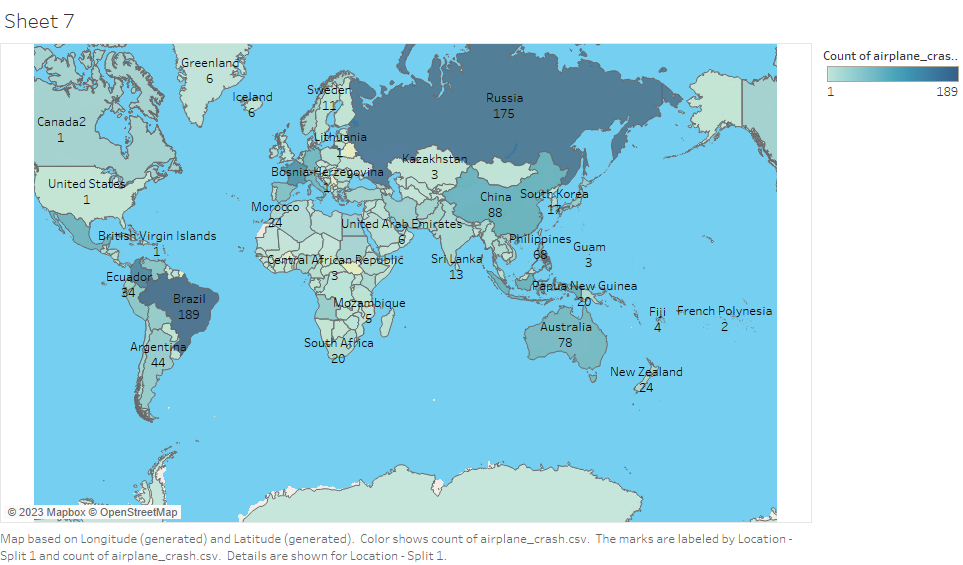 Sheet 7
Count of airplane_cras..
1 189
Greenland
6
Iceland
6
Sweden
11
Russia
175
Canada2
1
Lithuania
1
Kazakhstan
3
Bosnia-Herzegovina
1
United States
1
China
88
South Korea
17
Morocco
24
United Arab Emirates
6
British Virgin Islands
1
Philippines
68
Guam
3
Central African Republic
3
Sri Lanka
13
Ecuador
34
Papua New Guinea
20
Brazil
189
Mozambique
5
Fiji
4
French Polynesia
2
Australia
78
Argentina
44
South Africa
20
New Zealand
24
© 2023 Mapbox © OpenStreetMap
Map based on Longitude (generated) and Latitude (generated).  Color shows count of airplane_crash.csv.  The marks are labeled by Location -
Split 1 and count of airplane_crash.csv.  Details are shown for Location - Split 1.